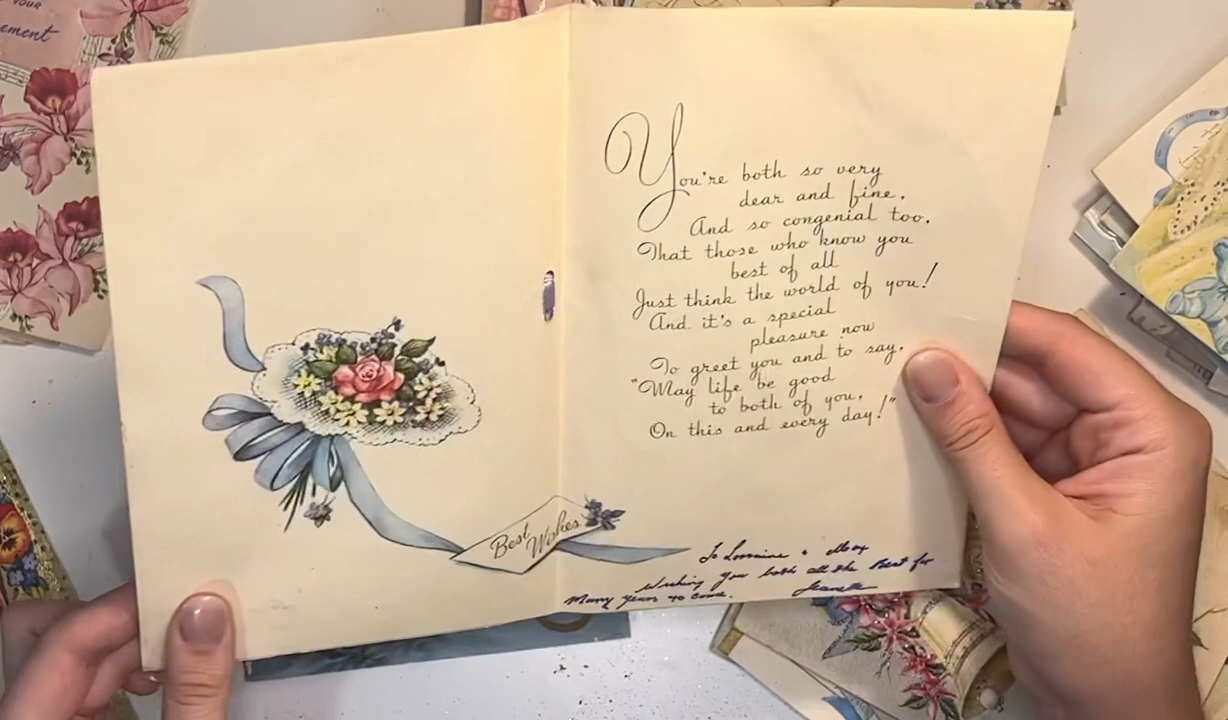 YOUR
ement
You're both so very
dear and fine,
And so congenial too,
That those who know you
best of all
Just think the world of you!
And it's a special
pleasure now
To greet you and to say,
"May life be good
to both of you,
On this and every day!"
Best Wishes
To Lorraine + Max
Wishing you both all the Best for
Many years to come.